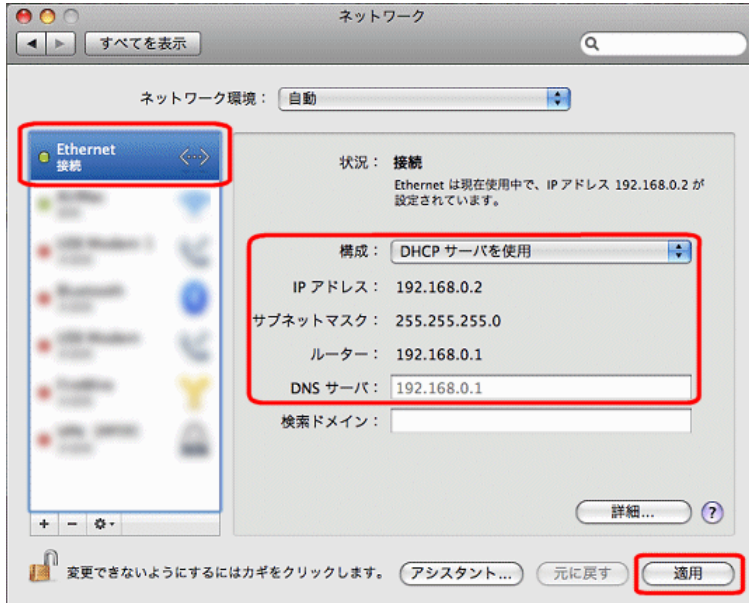 ネットワーク
すべてを表示
ネットワーク環境： 自動
Ethernet
接続
状況： 接続
Ethernet は現在使用中で、IP アドレス 192.168.0.2 が
設定されています。
構成： DHCP サーバを使用
IP アドレス： 192.168.0.2
サブネットマスク： 255.255.255.0
ルーター： 192.168.0.1
DNS サーバ： 192.168.0.1
検索ドメイン：
詳細... ?
変更できないようにするにはカギをクリックします。 アシスタント... 元に戻す 適用